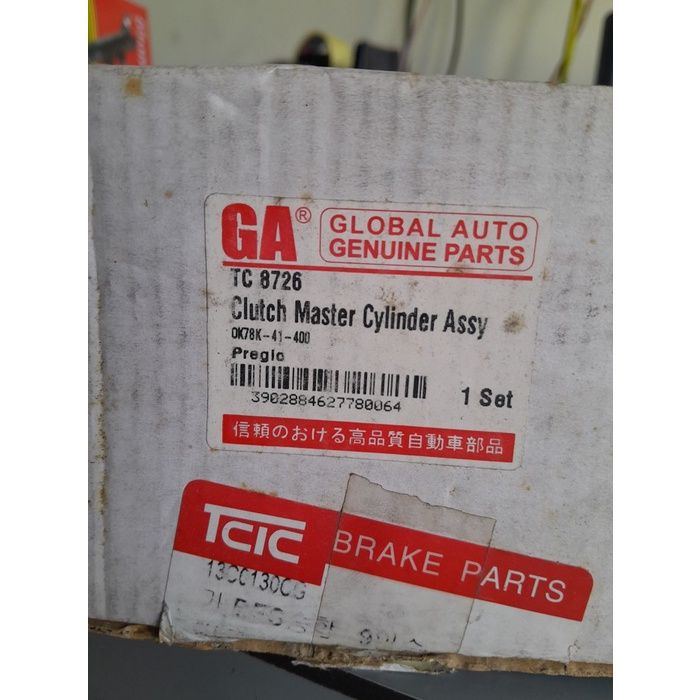 GA®
GLOBAL AUTO
GENUINE PARTS
TC 8726
Clutch Master Cylinder Assy
0K78K-41-400
Pregio
3902884627780064
1 Set
信頼のおける高品質自動車部品
TCIC
BRAKE PARTS